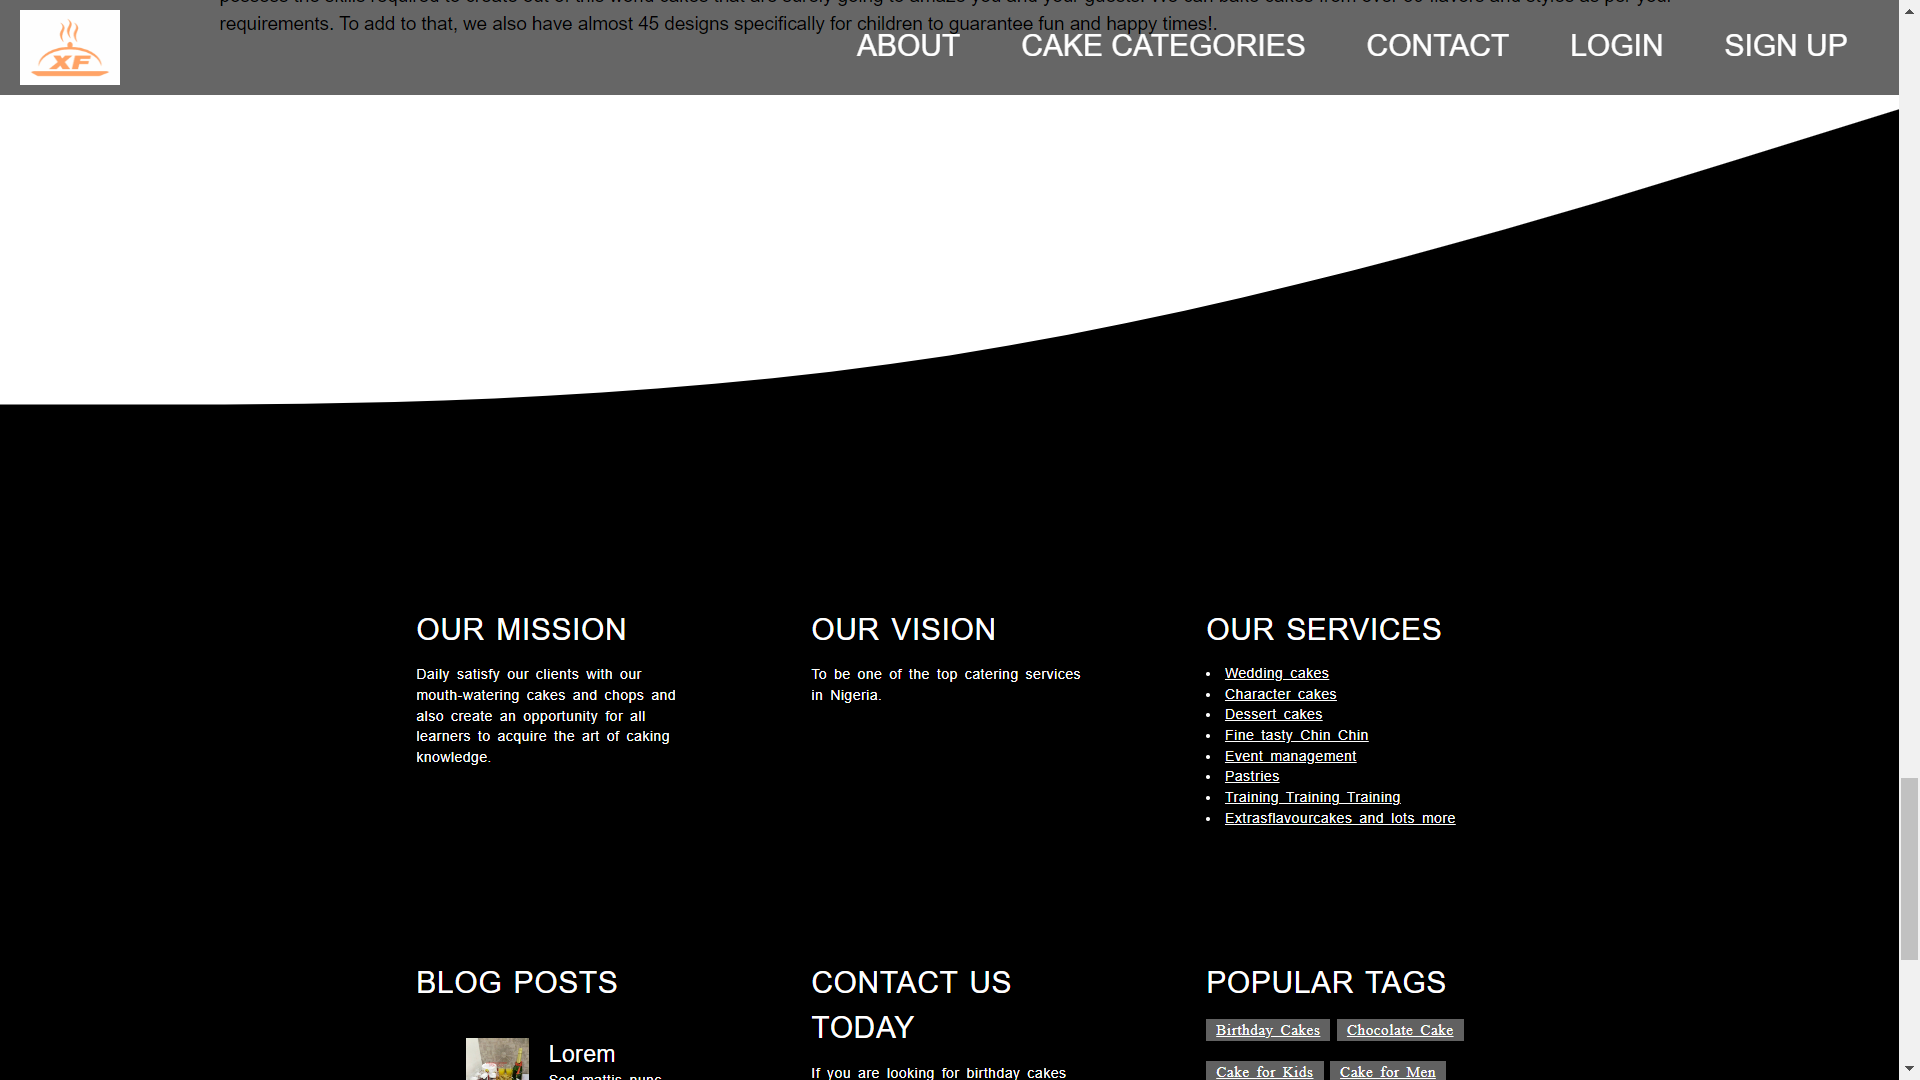 possess the skills required to create out of this world cakes that are surely going to amaze you and your guests. We can bake cakes from over 50 flavors and styles as per your
requirements. To add to that, we also have almost 45 designs specifically for children to guarantee fun and happy times!.
XF
ABOUT CAKE CATEGORIES CONTACT LOGIN SIGN UP
OUR MISSION
Daily satisfy our clients with our
mouth-watering cakes and chops and
also create an opportunity for all
learners to acquire the art of caking
knowledge.
OUR VISION
To be one of the top catering services
in Nigeria.
OUR SERVICES
Wedding cakes
Character cakes
Dessert cakes
Fine tasty Chin Chin
Event management
Pastries
Training Training Training
Extrasflavourcakes and lots more
BLOG POSTS
Lorem
Sed mattis nunc
CONTACT US
TODAY
If you are looking for birthday cakes
POPULAR TAGS
Birthday Cakes Chocolate Cake
Cake for Kids Cake for Men